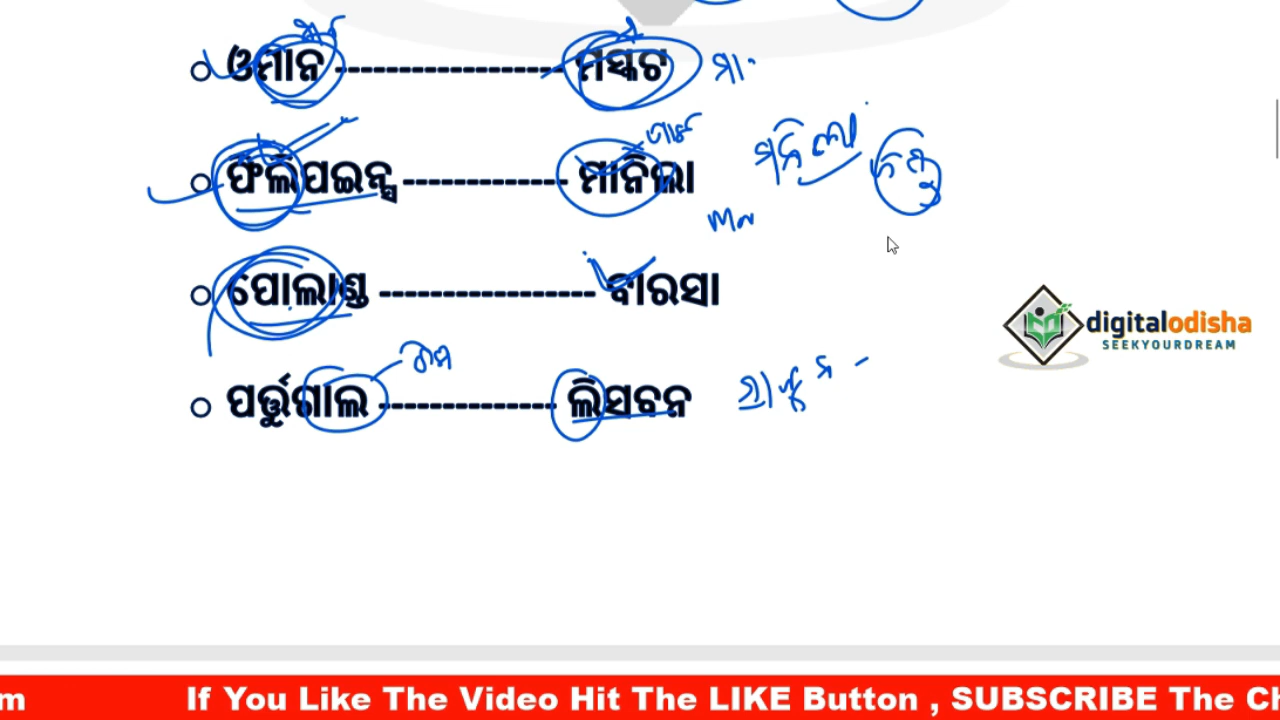 ଓମାନ -------------------- ମସ୍କଟ ମା
ଫିଲିପଇନ୍ସ -------------- ମାନିଲା
ପୋଲାଣ୍ଡ ------------------ ବାରସା
ପର୍ତ୍ତୁଗାଲ --------------- ଲିସବନ
digitalodisha
SEEKYOURDREAM
m If You Like The Video Hit The LIKE Button , SUBSCRIBE The Ch